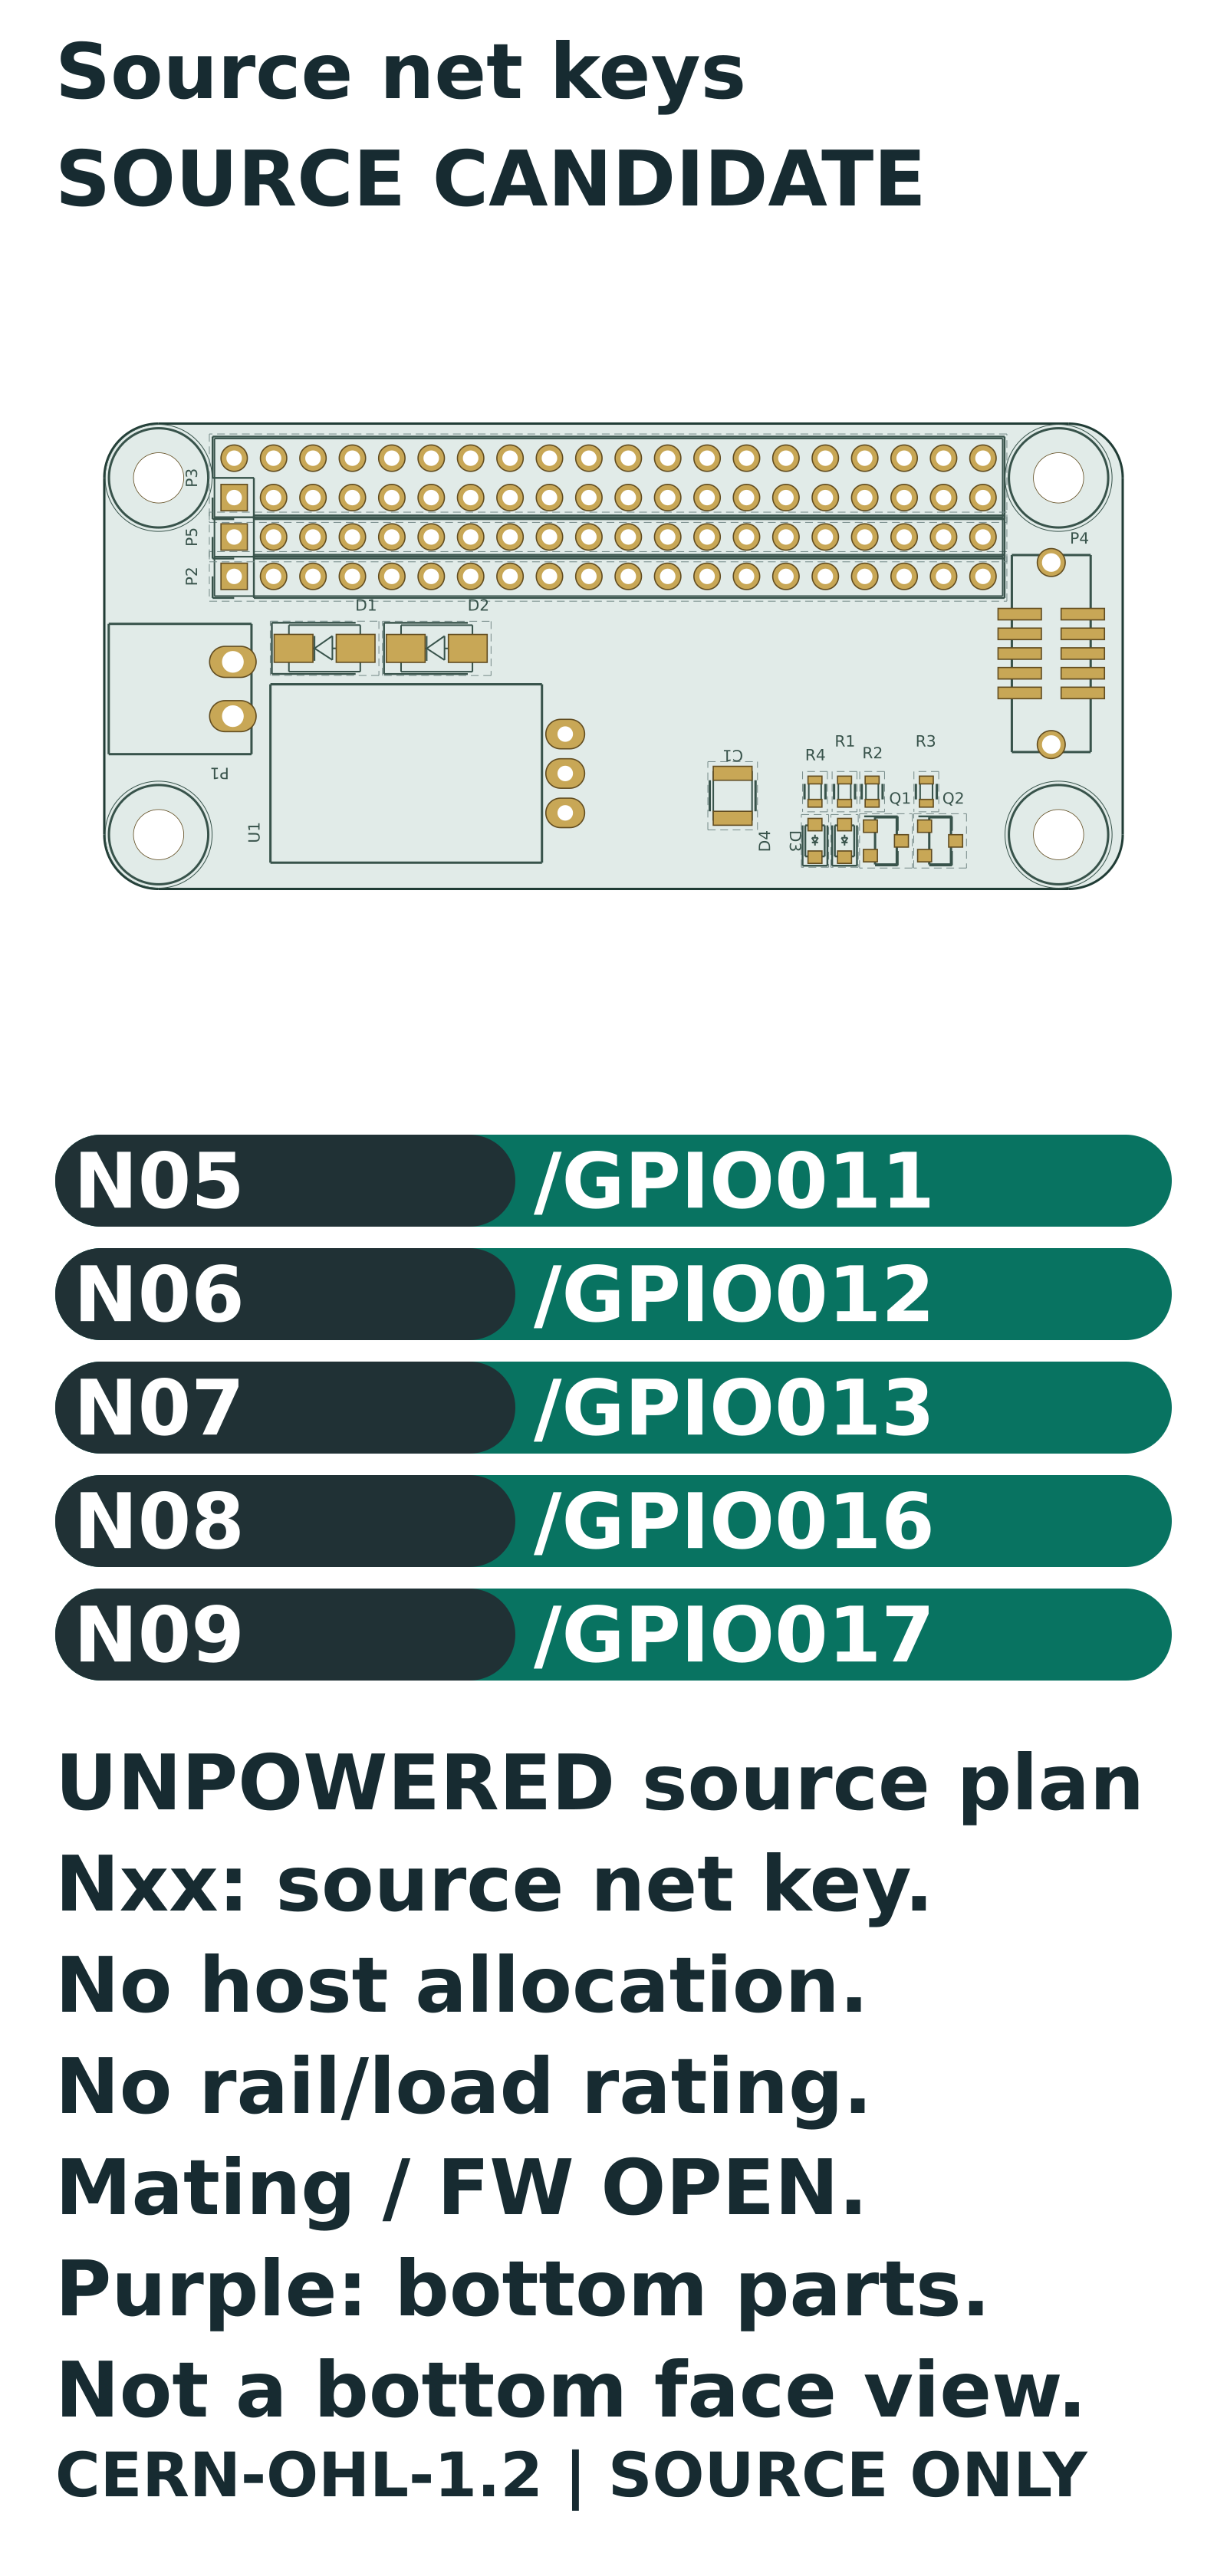 Source net keys
SOURCE CANDIDATE
P3
P5
P2
P4
D1 D2
P1
U1
C1
R4 R1 R2 R3
Q1 Q2
D4 D3
N05 /GPIO011
N06 /GPIO012
N07 /GPIO013
N08 /GPIO016
N09 /GPIO017
UNPOWERED source plan
Nxx: source net key.
No host allocation.
No rail/load rating.
Mating / FW OPEN.
Purple: bottom parts.
Not a bottom face view.
CERN-OHL-1.2 | SOURCE ONLY